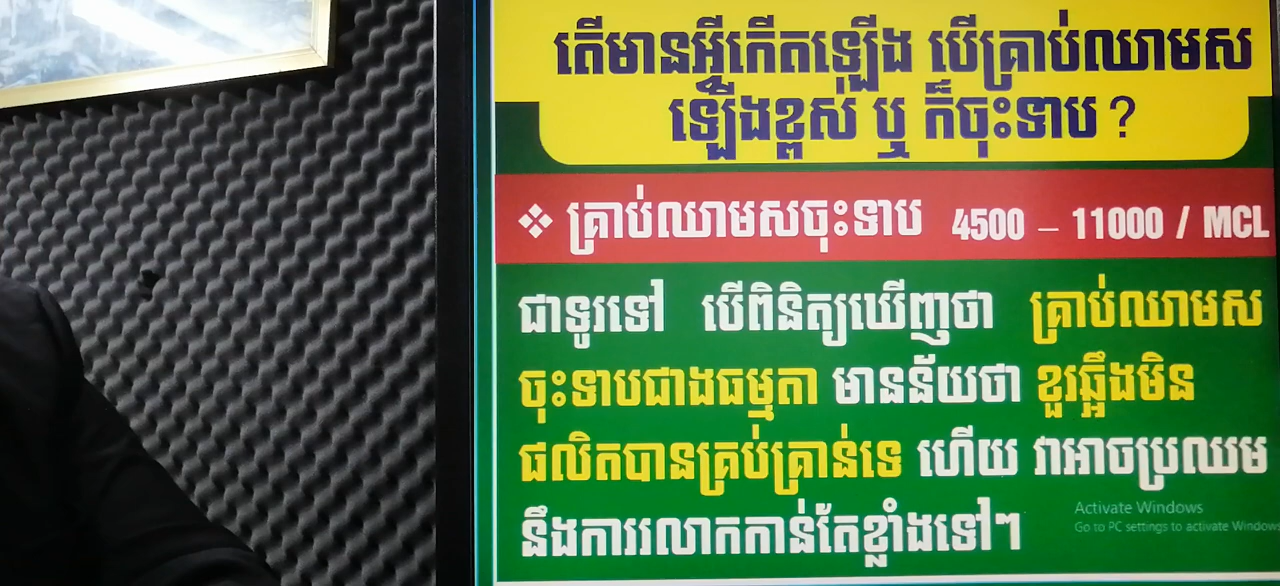 តើមានអ្វីកើតឡើង បើគ្រាប់ឈាមស
ឡើងខ្ពស់ ឬ ក៏ចុះទាប ?
❖ គ្រាប់ឈាមសចុះទាប 4500 – 11000 / MCL
ជាទូរទៅ បើពិនិត្យឃើញថា គ្រាប់ឈាមស
ចុះទាបជាងធម្មតា មានន័យថា ខួរឆ្អឹងមិន
ផលិតបានគ្រប់គ្រាន់ទេ ហើយ វាអាចប្រឈម
នឹងការរលាកកាន់តែខ្លាំងទៅៗ
Activate Windows
Go to PC settings to activate Windows